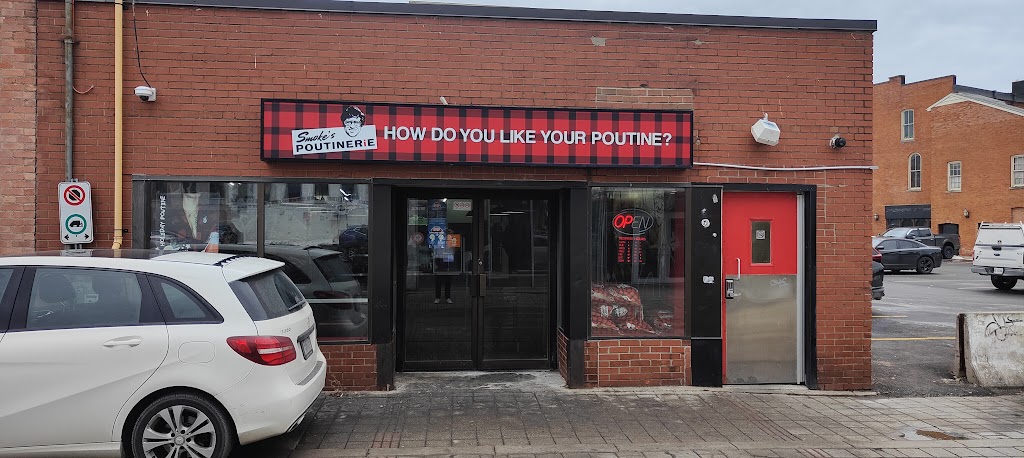 Smoke's
POUTINERiE
HOW DO YOU LIKE YOUR POUTINE?
OPEN